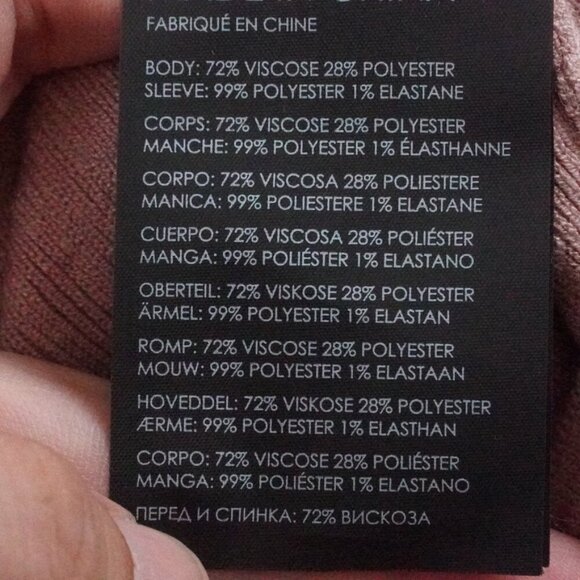 FABRIQUÉ EN CHINE
BODY: 72% VISCOSE 28% POLYESTER
SLEEVE: 99% POLYESTER 1% ELASTANE
CORPS: 72% VISCOSE 28% POLYESTER
MANCHE: 99% POLYESTER 1% ÉLASTHANNE
CORPO: 72% VISCOSA 28% POLIESTERE
MANICA: 99% POLIESTERE 1% ELASTANE
CUERPO: 72% VISCOSA 28% POLIÉSTER
MANGA: 99% POLIÉSTER 1% ELASTANO
OBERTEIL: 72% VISKOSE 28% POLYESTER
ÄRMEL: 99% POLYESTER 1% ELASTAN
ROMP: 72% VISCOSE 28% POLYESTER
MOUW: 99% POLYESTER 1% ELASTAAN
HOVEDDEL: 72% VISKOSE 28% POLYESTER
ÆRME: 99% POLYESTER 1% ELASTHAN
CORPO: 72% VISCOSE 28% POLIÉSTER
MANGA: 99% POLIÉSTER 1% ELASTANO
ПЕРЕД И СПИНКА: 72% ВИСКОЗА